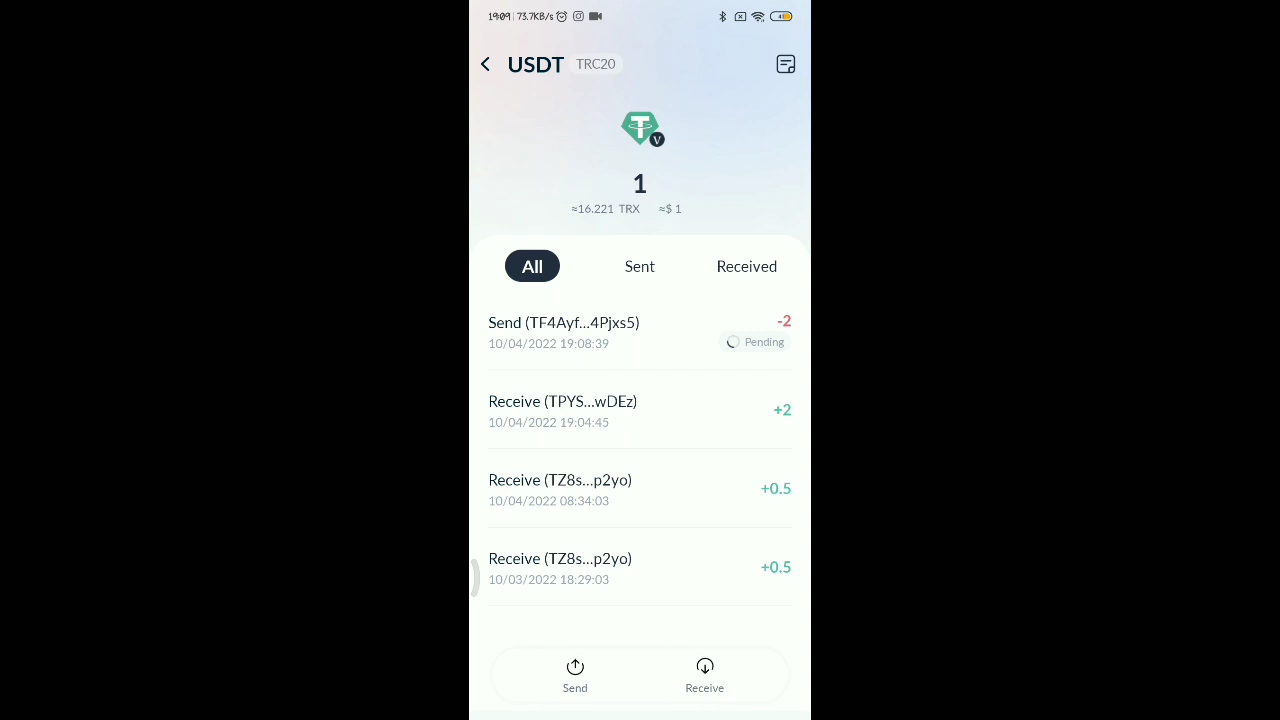 19:09 | 73.7KB/s
USDT TRC20
V
1
≈16.221 TRX ≈$ 1
All Sent Received
Send (TF4Ayf...4Pjxs5) -2
10/04/2022 19:08:39 Pending
Receive (TPYS...wDEz) +2
10/04/2022 19:04:45
Receive (TZ8s...p2yo) +0.5
10/04/2022 08:34:03
Receive (TZ8s...p2yo) +0.5
10/03/2022 18:29:03
Send Receive